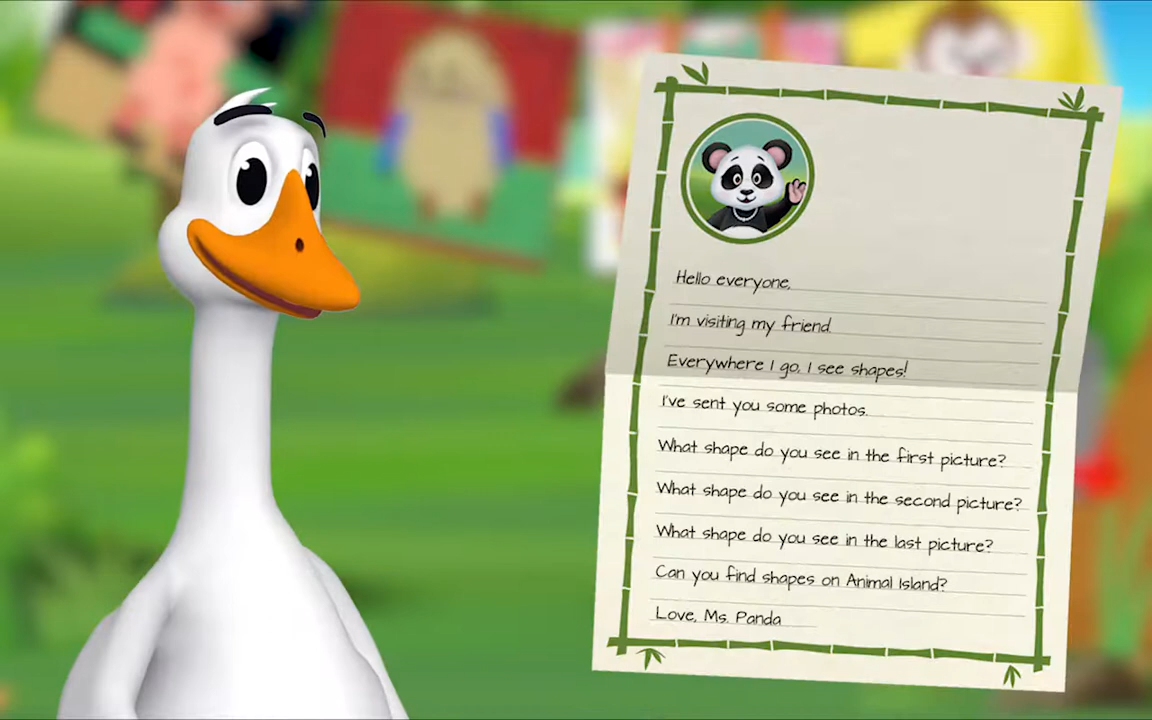 Hello everyone,
I'm visiting my friend.
Everywhere I go, I see shapes!
I've sent you some photos.
What shape do you see in the first picture?
What shape do you see in the second picture?
What shape do you see in the last picture?
Can you find shapes on Animal Island?
Love, Ms. Panda